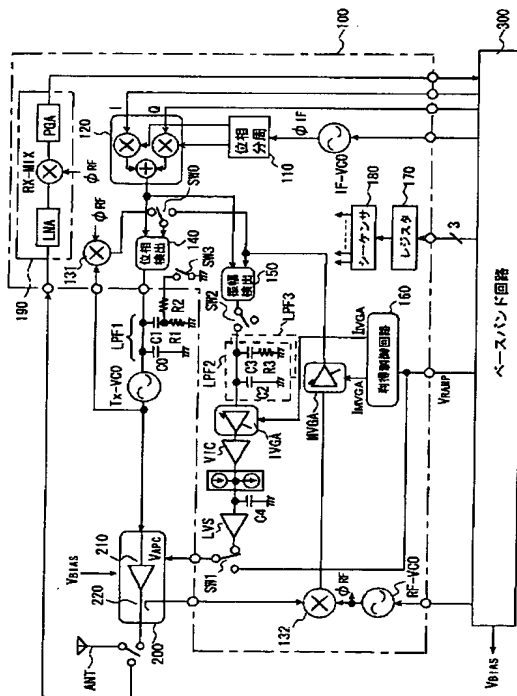 100
300
RX-MIX
PGA
LNA
φRF
190
131
φRF
120
I
Q
位相分周
110
φIF
IF-VCO
SW0
位相検出
140
SW3
R2
LPF1
C1
R1
C0
Tx-VCO
振幅検出
150
SW2
LPF3
LPF2
C3
R3
C2
IVGA
VIC
C4
LVS
SW1
シーケンサ
180
レジスタ
170
3
利得制御回路
160
IIVGA
IMVGA
MVGA
VRAMP
210
VBIAS
220
VAPC
200
ANT
132
φRF
RF-VCO
ベースバンド回路
VBIAS